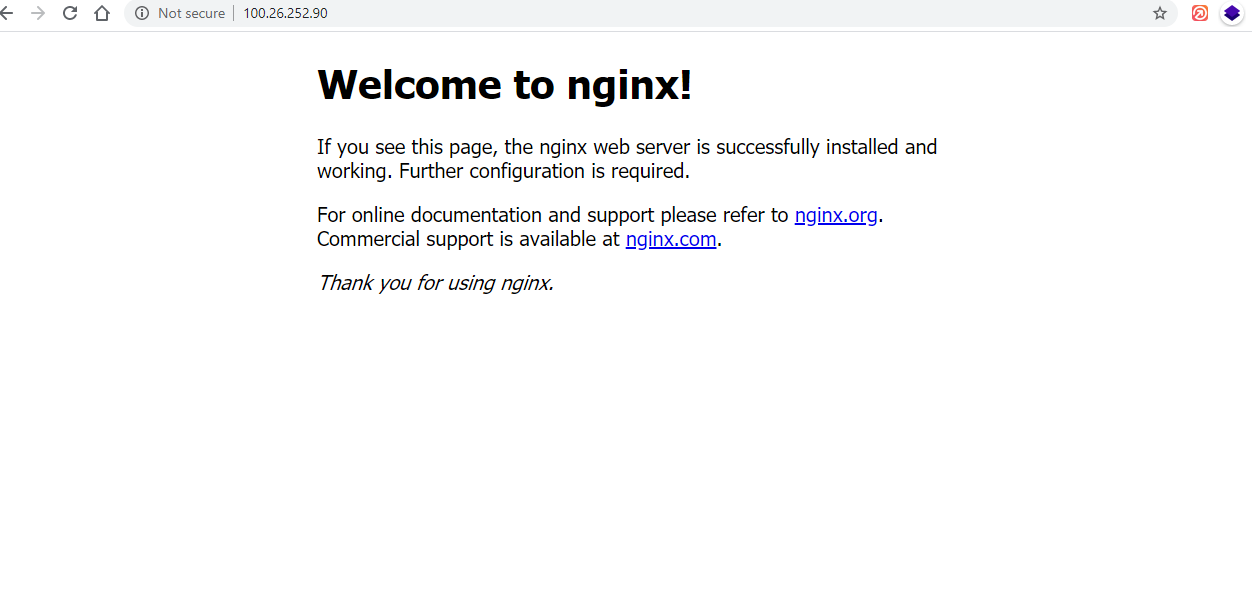 Not secure 100.26.252.90
Welcome to nginx!
If you see this page, the nginx web server is successfully installed and
working. Further configuration is required.
For online documentation and support please refer to nginx.org.
Commercial support is available at nginx.com.
Thank you for using nginx.